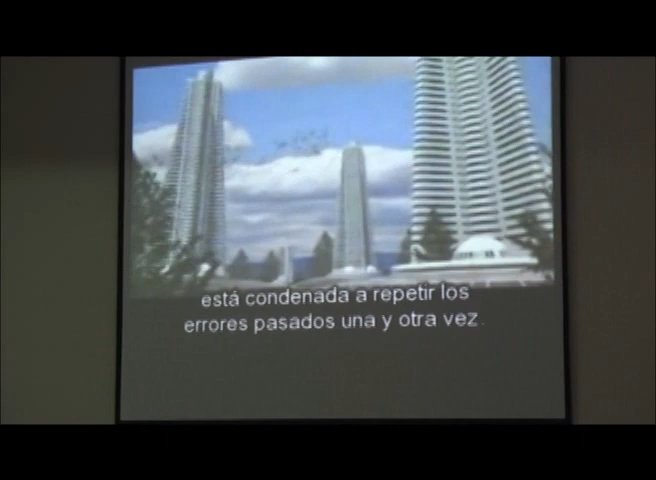 está condenada a repetir los
errores pasados una y otra vez.